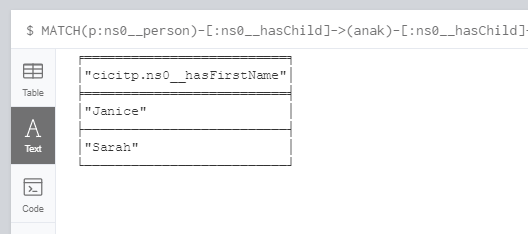 $ MATCH(p:ns0__person)-[:ns0__hasChild]->(anak)-[:ns0__hasChild]-
"cicitp.ns0__hasFirstName"
Table
"Janice"
A
Text
"Sarah"
Code